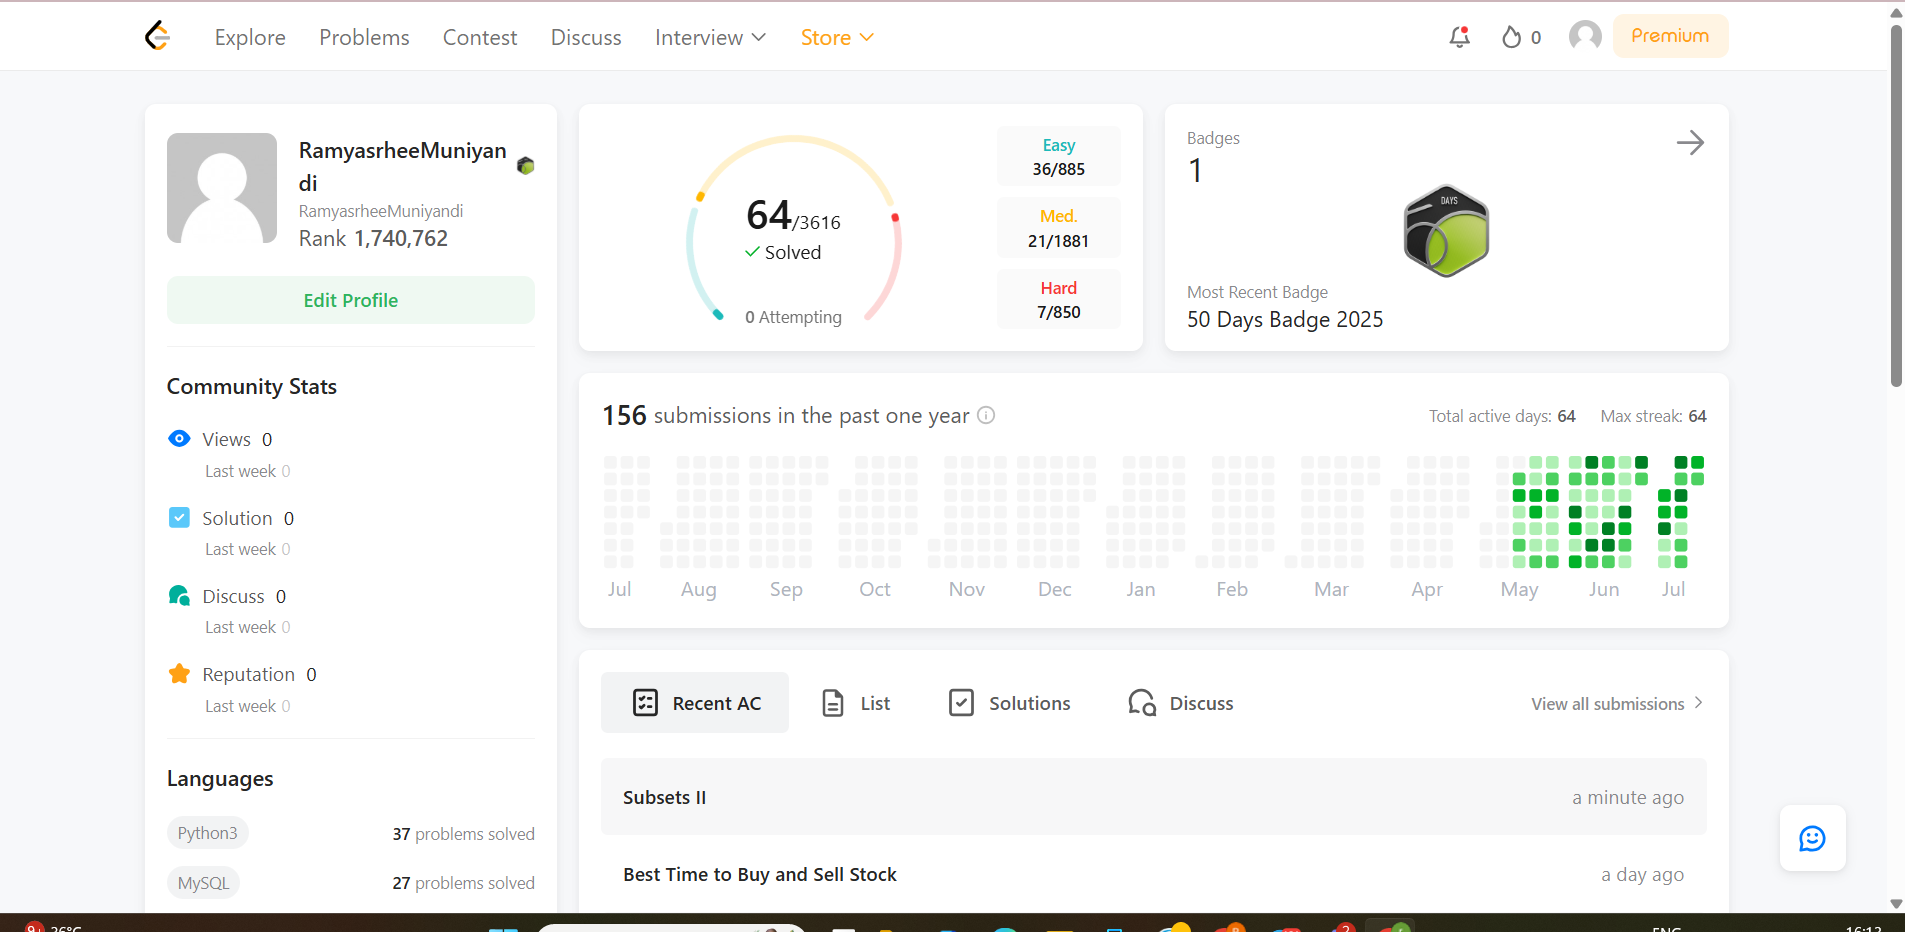 Explore Problems Contest Discuss Interview Store 0 Premium
RamyasrheeMuniyan
di
RamyasrheeMuniyandi
Rank 1,740,762
Edit Profile
Community Stats
Views 0
Last week 0
Solution 0
Last week 0
Discuss 0
Last week 0
Reputation 0
Last week 0
Languages
Python3 37 problems solved
MySQL 27 problems solved
64/3616
Solved
0 Attempting
Easy
36/885
Med.
21/1881
Hard
7/850
Badges
1
DAYS
Most Recent Badge
50 Days Badge 2025
156 submissions in the past one year Total active days: 64 Max streak: 64
Jul Aug Sep Oct Nov Dec Jan Feb Mar Apr May Jun Jul
Recent AC List Solutions Discuss View all submissions
Subsets II a minute ago
Best Time to Buy and Sell Stock a day ago